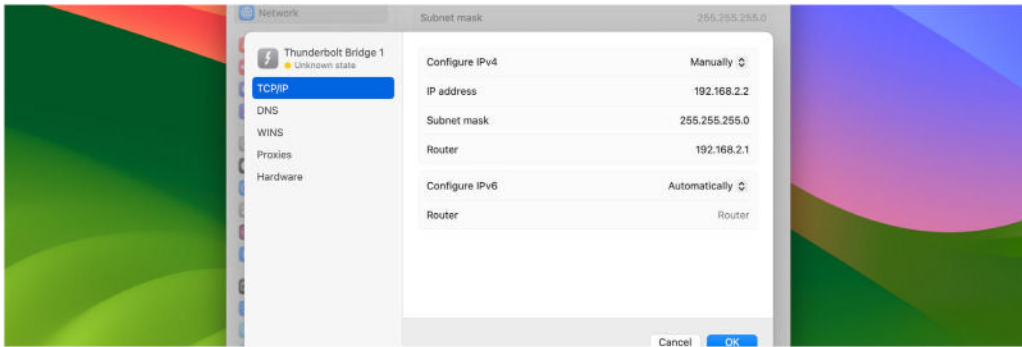 Network
Subnet mask 255.255.255.0
Thunderbolt Bridge 1
Unknown state
TCP/IP
DNS
WINS
Proxies
Hardware
Configure IPv4 Manually
IP address 192.168.2.2
Subnet mask 255.255.255.0
Router 192.168.2.1
Configure IPv6 Automatically
Router Router
Cancel OK